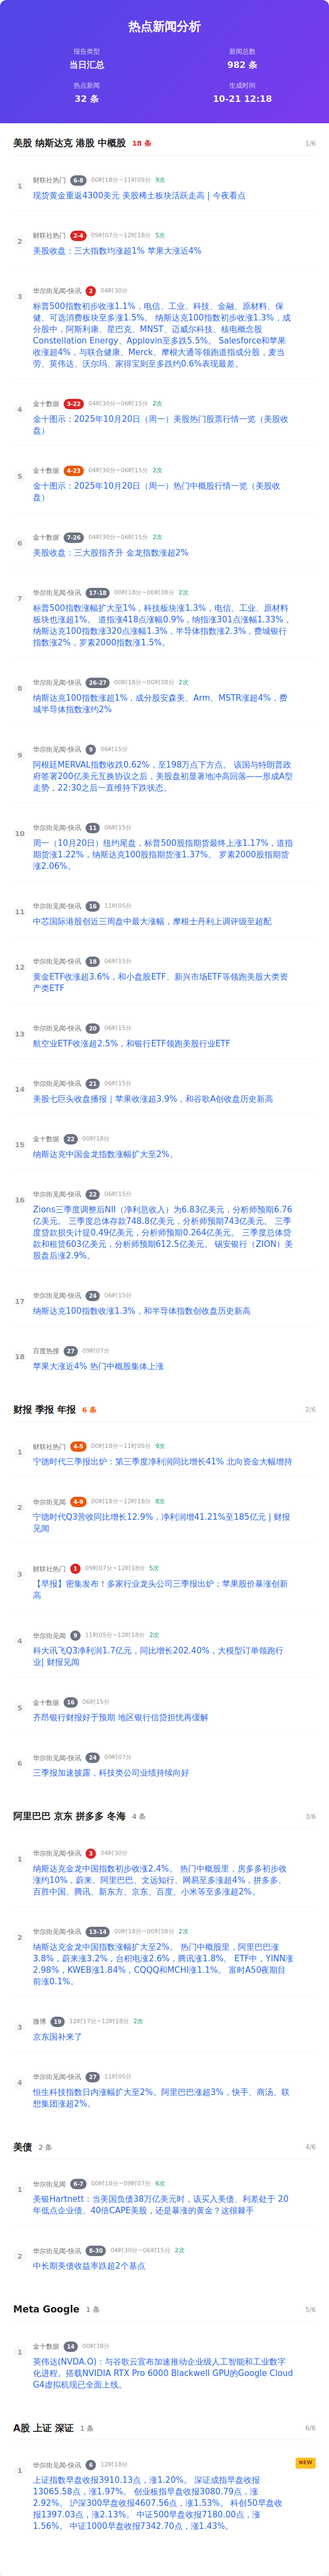 热点新闻分析
报告类型
当日汇总
新闻总数
982 条
热点新闻
32 条
生成时间
10-21 12:18
美股 纳斯达克 港股 中概股 18 条 1/6
1
财联社热门 6-8 00时18分~11时05分 9次
现货黄金重返4300美元 美股稀土板块活跃走高 | 今夜看点
2
财联社热门 2-4 09时07分~12时18分 5次
美股收盘：三大指数均涨超1% 苹果大涨近4%
3
华尔街见闻-快讯 2 04时30分
标普500指数初步收涨1.1%，电信、工业、科技、金融、原材料、保
健、可选消费板块至多涨1.5%。 纳斯达克100指数初步收涨1.3%，成
分股中，阿斯利康、星巴克、MNST、迈威尔科技、核电概念股
Constellation Energy、Applovin至多跌5.5%。 Salesforce和苹果
收涨超4%，与联合健康、Merck、摩根大通等领跑道指成分股，麦当
劳、英伟达、沃尔玛、家得宝则至多跌约0.6%表现最差。
4
金十数据 3-22 04时30分~06时15分 2次
金十图示：2025年10月20日（周一）美股热门股票行情一览（美股收
盘）
5
金十数据 4-23 04时30分~06时15分 2次
金十图示：2025年10月20日（周一）热门中概股行情一览（美股收
盘）
6
金十数据 7-26 04时30分~06时15分 2次
美股收盘：三大股指齐升 金龙指数涨超2%
7
华尔街见闻-快讯 17-18 00时18分~00时38分 2次
标普500指数涨幅扩大至1%，科技板块涨1.3%，电信、工业、原材料
板块也涨超1%。 道指涨418点涨幅0.9%，纳指涨301点涨幅1.33%，
纳斯达克100指数涨320点涨幅1.3%，半导体指数涨2.3%，费城银行
指数涨2%，罗素2000指数涨1.5%。
8
华尔街见闻-快讯 26-27 00时18分~00时38分 2次
纳斯达克100指数涨超1%，成分股安森美、Arm、MSTR涨超4%，费
城半导体指数涨约2%
9
华尔街见闻-快讯 9 06时15分
阿根廷MERVAL指数收跌0.62%，至198万点下方点。 该国与特朗普政
府签署200亿美元互换协议之后，美股盘初显著地冲高回落——形成A型
走势，22:30之后一直维持下跌状态。
10
华尔街见闻-快讯 11 06时15分
周一（10月20日）纽约尾盘，标普500股指期货最终上涨1.17%，道指
期货涨1.22%，纳斯达克100股指期货涨1.37%。 罗素2000股指期货
涨2.06%。
11
华尔街见闻-快讯 16 11时05分
中芯国际港股创近三周盘中最大涨幅，摩根士丹利上调评级至超配
12
华尔街见闻-快讯 18 06时15分
黄金ETF收涨超3.6%，和小盘股ETF、新兴市场ETF等领跑美股大类资
产类ETF
13
华尔街见闻-快讯 20 06时15分
航空业ETF收涨超2.5%，和银行ETF领跑美股行业ETF
14
华尔街见闻-快讯 21 06时15分
美股七巨头收盘播报｜苹果收涨超3.9%，和谷歌A创收盘历史新高
15
金十数据 22 00时18分
纳斯达克中国金龙指数涨幅扩大至2%。
16
华尔街见闻-快讯 22 06时15分
Zions三季度调整后NII（净利息收入）为6.83亿美元，分析师预期6.76
亿美元。 三季度总体存款748.8亿美元，分析师预期743亿美元。 三季
度贷款损失计提0.49亿美元，分析师预期0.264亿美元。 三季度总体贷
款和租赁603亿美元，分析师预期612.5亿美元。 锡安银行（ZION）美
股盘后涨2.9%。
17
华尔街见闻-快讯 24 06时15分
纳斯达克100指数收涨1.3%，和半导体指数创收盘历史新高
18
百度热搜 27 09时07分
苹果大涨近4% 热门中概股集体上涨
财报 季报 年报 6 条 2/6
1
财联社热门 4-5 00时18分~11时05分 9次
宁德时代三季报出炉：第三季度净利润同比增长41% 北向资金大幅增持
2
华尔街见闻 4-9 00时18分~12时18分 8次
宁德时代Q3营收同比增长12.9%，净利润增41.21%至185亿元 | 财报
见闻
3
财联社热门 1 09时07分~12时18分 5次
【早报】密集发布！多家行业龙头公司三季报出炉；苹果股价暴涨创新
高
4
华尔街见闻 9 11时05分~12时18分 2次
科大讯飞Q3净利润1.7亿元，同比增长202.40%，大模型订单领跑行
业| 财报见闻
5
金十数据 16 06时15分
齐昂银行财报好于预期 地区银行信贷担忧再缓解
6
华尔街见闻-快讯 24 09时07分
三季报加速披露，科技类公司业绩持续向好
阿里巴巴 京东 拼多多 冬海 4 条 3/6
1
华尔街见闻-快讯 3 04时30分
纳斯达克金龙中国指数初步收涨2.4%。 热门中概股里，房多多初步收
涨约10%，蔚来、阿里巴巴、文远知行、网易至多涨超4%，拼多多、
百胜中国、腾讯、新东方、京东、百度、小米等至多涨超2%。
2
华尔街见闻-快讯 13-14 00时18分~00时38分 2次
纳斯达克金龙中国指数涨幅扩大至2%。 热门中概股里，阿里巴巴涨
3.8%，蔚来涨3.2%，台积电涨2.6%，腾讯涨1.8%。 ETF中，YINN涨
2.98%，KWEB涨1.84%，CQQQ和MCHI涨1.1%。 富时A50夜期目
前涨0.1%。
3
微博 19 12时17分~12时18分 2次
京东国补来了
4
华尔街见闻-快讯 27 11时05分
恒生科技指数日内涨幅扩大至2%。阿里巴巴涨超3%，快手、商汤、联
想集团涨超2%。
美债 2 条 4/6
1
华尔街见闻 6-7 00时18分~09时07分 6次
美银Hartnett：当美国负债38万亿美元时，该买入美债、利差处于 20
年低点企业债、40倍CAPE美股，还是暴涨的黄金？这很棘手
2
华尔街见闻-快讯 8-30 04时30分~06时15分 2次
中长期美债收益率跌超2个基点
Meta Google 1 条 5/6
1
金十数据 14 00时38分
英伟达(NVDA.O)：与谷歌云宣布加速推动企业级人工智能和工业数字
化进程。搭载NVIDIA RTX Pro 6000 Blackwell GPU的Google Cloud
G4虚拟机现已全面上线。
A股 上证 深证 1 条 6/6
1
华尔街见闻-快讯 6 12时18分 NEW
上证指数早盘收报3910.13点，涨1.20%。 深证成指早盘收报
13065.58点，涨1.97%。 创业板指早盘收报3080.79点，涨
2.92%。 沪深300早盘收报4607.56点，涨1.53%。 科创50早盘收
报1397.03点，涨2.13%。 中证500早盘收报7180.00点，涨
1.56%。 中证1000早盘收报7342.70点，涨1.43%。